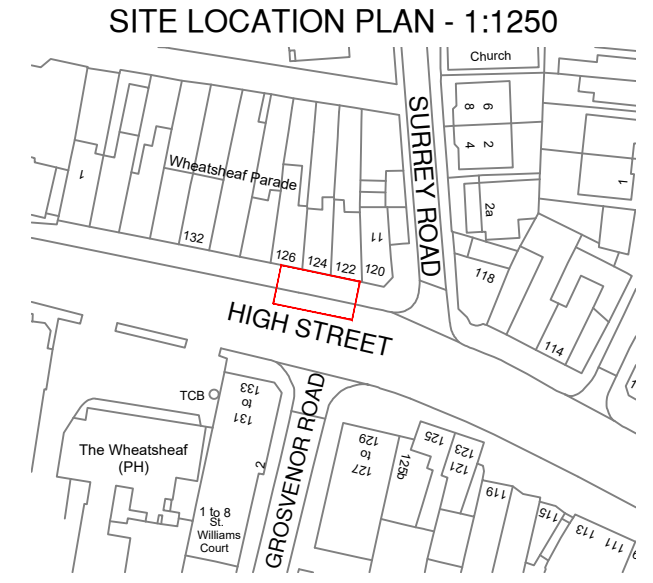 SITE LOCATION PLAN - 1:1250
Church
SURREY ROAD
8 6
4 2
Wheatsheaf Parade
1
1
2a
11
132
126 124 122 120
118
HIGH STREET
114
1
TCB
133
to
131
GROSVENOR ROAD
129
to
127
125b
125
123
121
The Wheatsheaf
(PH)
2
119
115
113
111
9
1 to 8
St.
Williams
Court